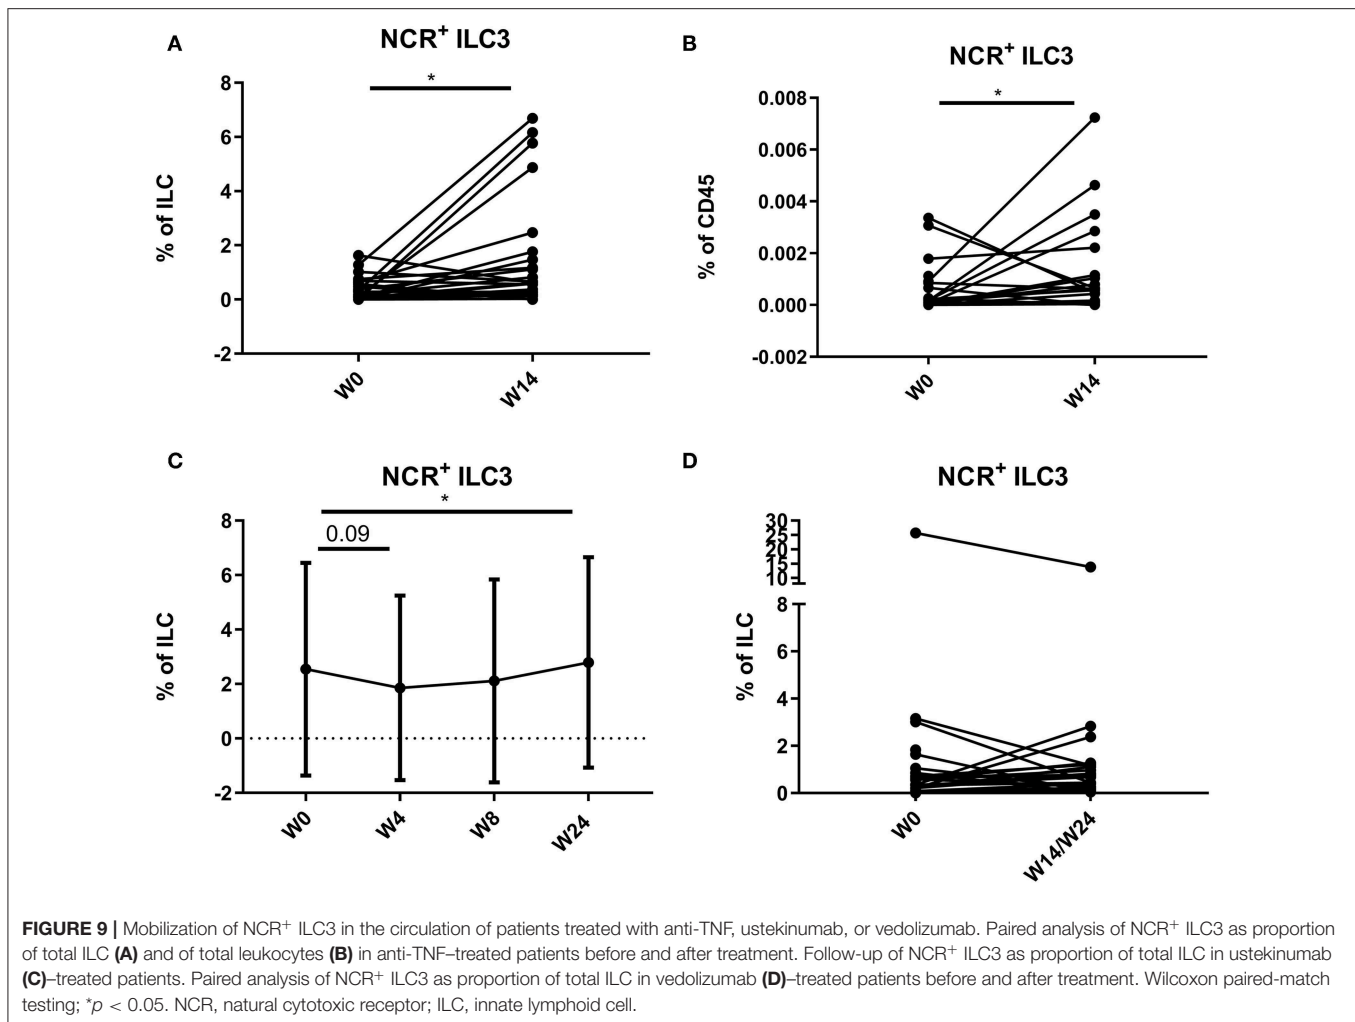 A
NCR⁺ ILC3
*
8
6
4
2
0
-2
% of ILC
W0
W14
B
NCR⁺ ILC3
*
0.008
0.006
0.004
0.002
0.000
-0.002
% of CD45
W0
W14
C
NCR⁺ ILC3
*
0.09
8
6
4
2
0
-2
% of ILC
W0
W4
W8
W24
D
NCR⁺ ILC3
30
25
20
15
10
8
6
4
2
0
% of ILC
W0
W14/W24
FIGURE 9 | Mobilization of NCR⁺ ILC3 in the circulation of patients treated with anti-TNF, ustekinumab, or vedolizumab. Paired analysis of NCR⁺ ILC3 as proportion
of total ILC (A) and of total leukocytes (B) in anti-TNF–treated patients before and after treatment. Follow-up of NCR⁺ ILC3 as proportion of total ILC in ustekinumab
(C)–treated patients. Paired analysis of NCR⁺ ILC3 as proportion of total ILC in vedolizumab (D)–treated patients before and after treatment. Wilcoxon paired-match
testing; *p < 0.05. NCR, natural cytotoxic receptor; ILC, innate lymphoid cell.